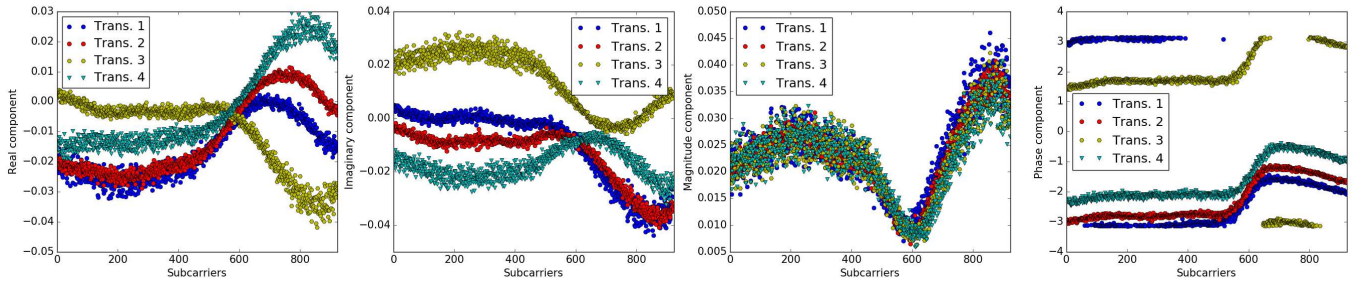 0.03
0.02
0.01
0.00
-0.01
-0.02
-0.03
-0.04
-0.05
Real component
Trans. 1
Trans. 2
Trans. 3
Trans. 4
0 200 400 600 800
Subcarriers
0.04
0.02
0.00
-0.02
-0.04
Imaginary component
Trans. 1
Trans. 2
Trans. 3
Trans. 4
0 200 400 600 800
Subcarriers
0.050
0.045
0.040
0.035
0.030
0.025
0.020
0.015
0.010
0.005
Magnitude component
Trans. 1
Trans. 2
Trans. 3
Trans. 4
0 200 400 600 800
Subcarriers
4
3
2
1
0
-1
-2
-3
-4
Phase component
Trans. 1
Trans. 2
Trans. 3
Trans. 4
0 200 400 600 800
Subcarriers